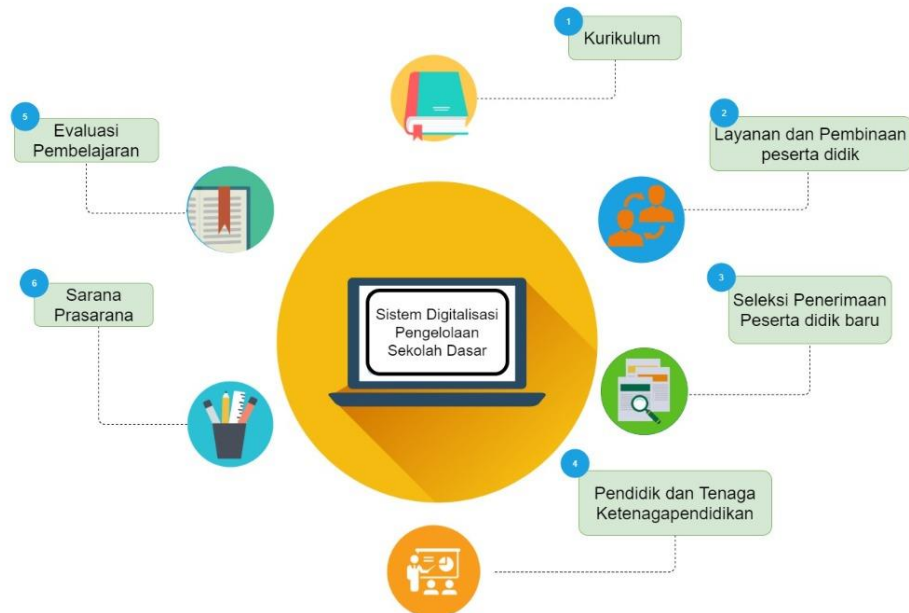 1
Kurikulum
2
Layanan dan Pembinaan
peserta didik
3
Seleksi Penerimaan
Peserta didik baru
4
Pendidik dan Tenaga
Ketenagapendidikan
5
Evaluasi
Pembelajaran
6
Sarana
Prasarana
Sistem Digitalisasi
Pengelolaan
Sekolah Dasar